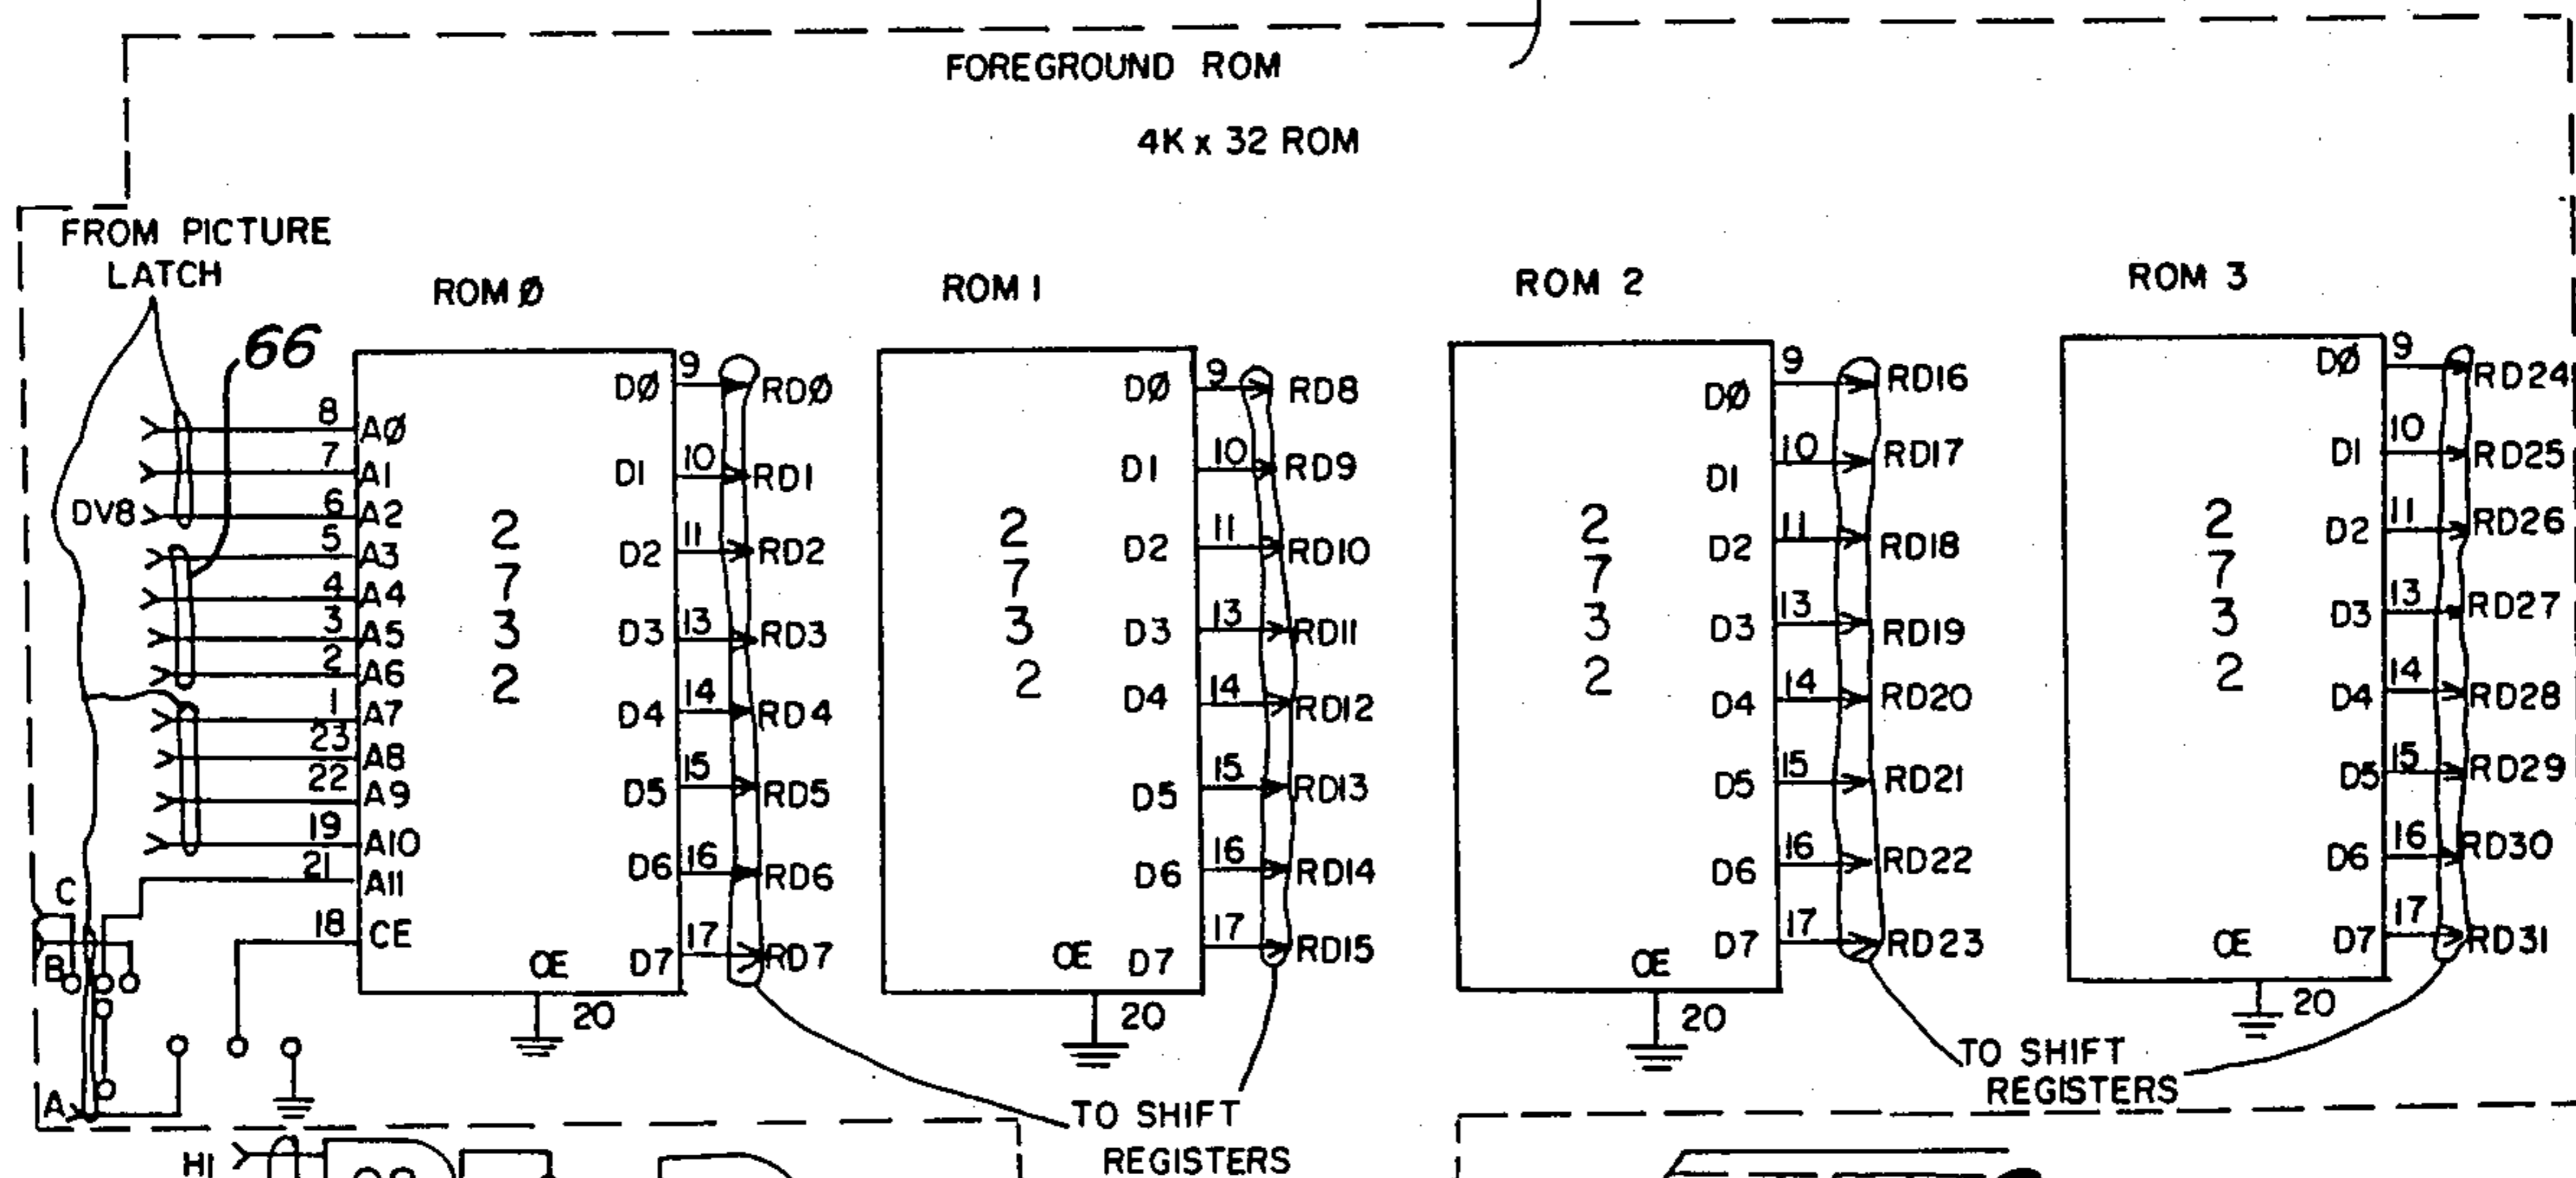 FOREGROUND ROM
4K x 32 ROM
FROM PICTURE
LATCH
66
ROM Ø
8 AØ
7 A1
DV8 6 A2
5 A3
4 A4
3 A5
2 A6
1 A7
23 A8
22 A9
19 A10
21 A11
18 CE
C
B
A
2732
DØ 9 RDØ
D1 10 RD1
D2 11 RD2
D3 13 RD3
D4 14 RD4
D5 15 RD5
D6 16 RD6
D7 17 RD7
OE
20
ROM 1
2732
DØ 9 RD8
D1 10 RD9
D2 11 RD10
D3 13 RD11
D4 14 RD12
D5 15 RD13
D6 16 RD14
D7 17 RD15
OE
20
TO SHIFT
REGISTERS
ROM 2
2732
DØ 9 RD16
D1 10 RD17
D2 11 RD18
D3 13 RD19
D4 14 RD20
D5 15 RD21
D6 16 RD22
D7 17 RD23
OE
20
ROM 3
2732
DØ 9 RD24
D1 10 RD25
D2 11 RD26
D3 13 RD27
D4 14 RD28
D5 15 RD29
D6 16 RD30
D7 17 RD31
OE
20
TO SHIFT
REGISTERS
HI